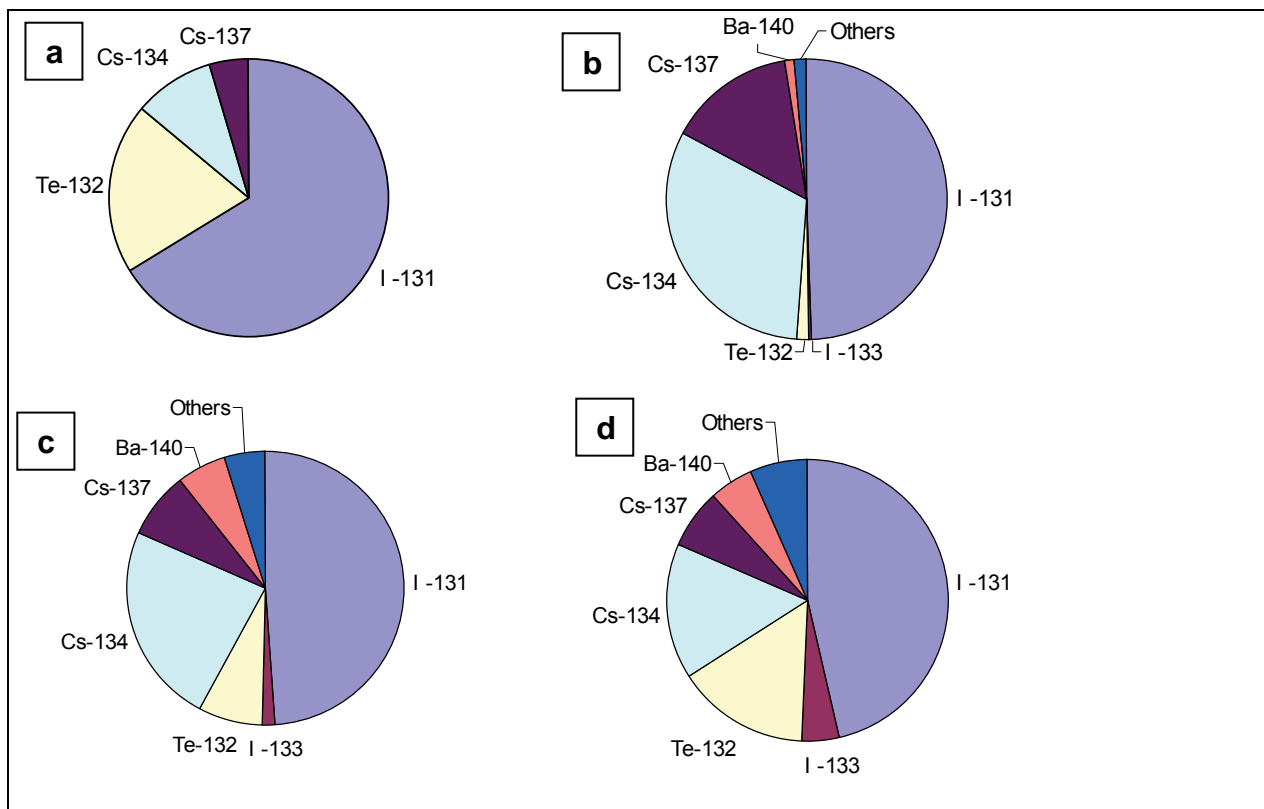 a
Cs-137
Cs-134
Te-132
I -131
b
Ba-140
Others
Cs-137
I -131
Cs-134
Te-132
I -133
c
Others
Ba-140
Cs-137
I -131
Cs-134
Te-132
I -133
d
Others
Ba-140
Cs-137
I -131
Cs-134
Te-132
I -133